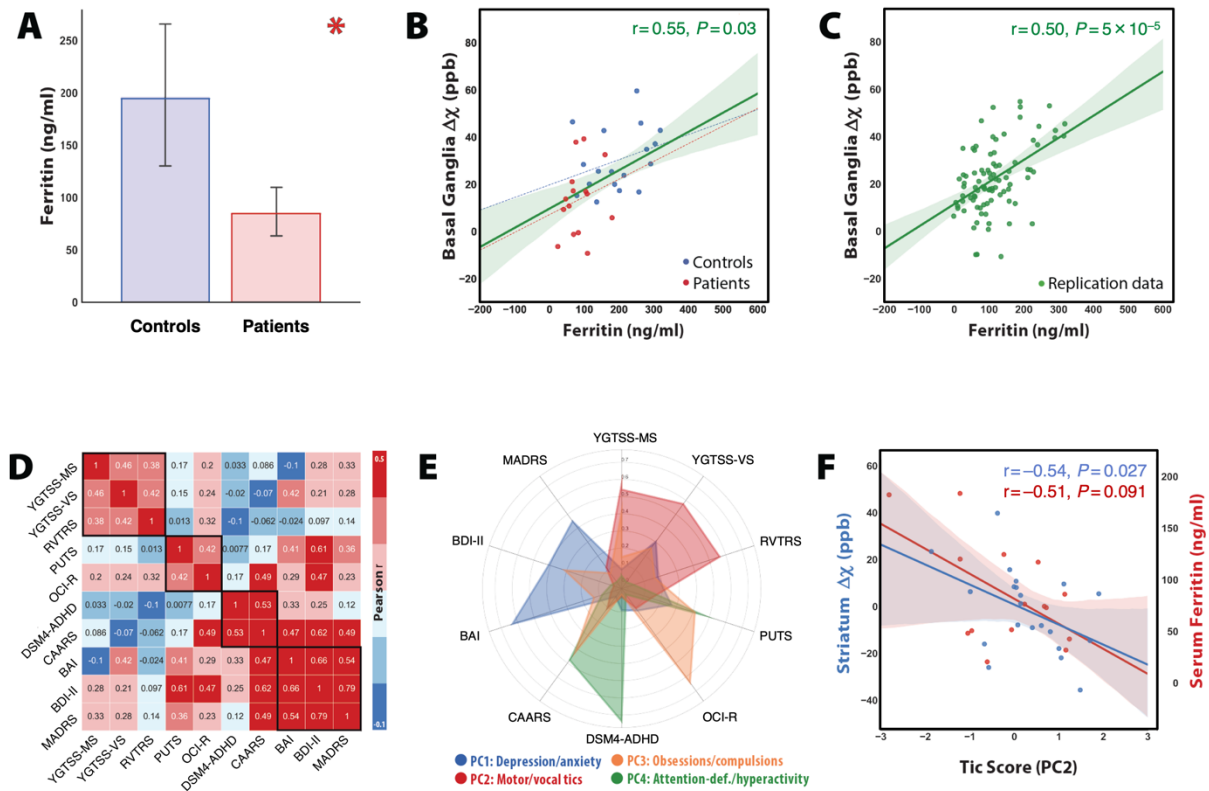 A
*
Ferritin (ng/ml)
250
200
150
100
50
0
Controls
Patients
B
r=0.55, P=0.03
Basal Ganglia Δχ (ppb)
80
60
40
20
0
−20
Controls
Patients
−200 −100 0 100 200 300 400 500 600
Ferritin (ng/ml)
C
r=0.50, P=5×10⁻⁵
Basal Ganglia Δχ (ppb)
80
60
40
20
0
−20
Replication data
−200 −100 0 100 200 300 400 500 600
Ferritin (ng/ml)
D
YGTSS-MS 1 0.46 0.38 0.17 0.2 0.033 0.086 -0.1 0.28 0.33
YGTSS-VS 0.46 1 0.42 0.15 0.24 -0.02 -0.07 0.42 0.21 0.28
RVTRS 0.38 0.42 1 0.013 0.32 -0.1 -0.062 -0.024 0.097 0.14
PUTS 0.17 0.15 0.013 1 0.42 0.0077 0.17 0.41 0.61 0.36
OCI-R 0.2 0.24 0.32 0.42 1 0.17 0.49 0.29 0.47 0.23
DSM4-ADHD 0.033 -0.02 -0.1 0.0077 0.17 1 0.53 0.33 0.25 0.12
CAARS 0.086 -0.07 -0.062 0.17 0.49 0.53 1 0.47 0.62 0.49
BAI -0.1 0.42 -0.024 0.41 0.29 0.33 0.47 1 0.66 0.54
BDI-II 0.28 0.21 0.097 0.61 0.47 0.25 0.62 0.66 1 0.79
MADRS 0.33 0.28 0.14 0.36 0.23 0.12 0.49 0.54 0.79 1
YGTSS-MS YGTSS-VS RVTRS PUTS OCI-R DSM4-ADHD CAARS BAI BDI-II MADRS
0.5
Pearson r
-0.1
E
YGTSS-MS
YGTSS-VS
RVTRS
PUTS
OCI-R
DSM4-ADHD
CAARS
BAI
BDI-II
MADRS
PC1: Depression/anxiety
PC3: Obsessions/compulsions
PC2: Motor/vocal tics
PC4: Attention-def./hyperactivity
F
r=−0.54, P=0.027
r=−0.51, P=0.091
Striatum Δχ (ppb)
60
40
20
0
−20
−40
200
150
100
50
0
Serum Ferritin (ng/ml)
−3 −2 −1 0 1 2 3
Tic Score (PC2)